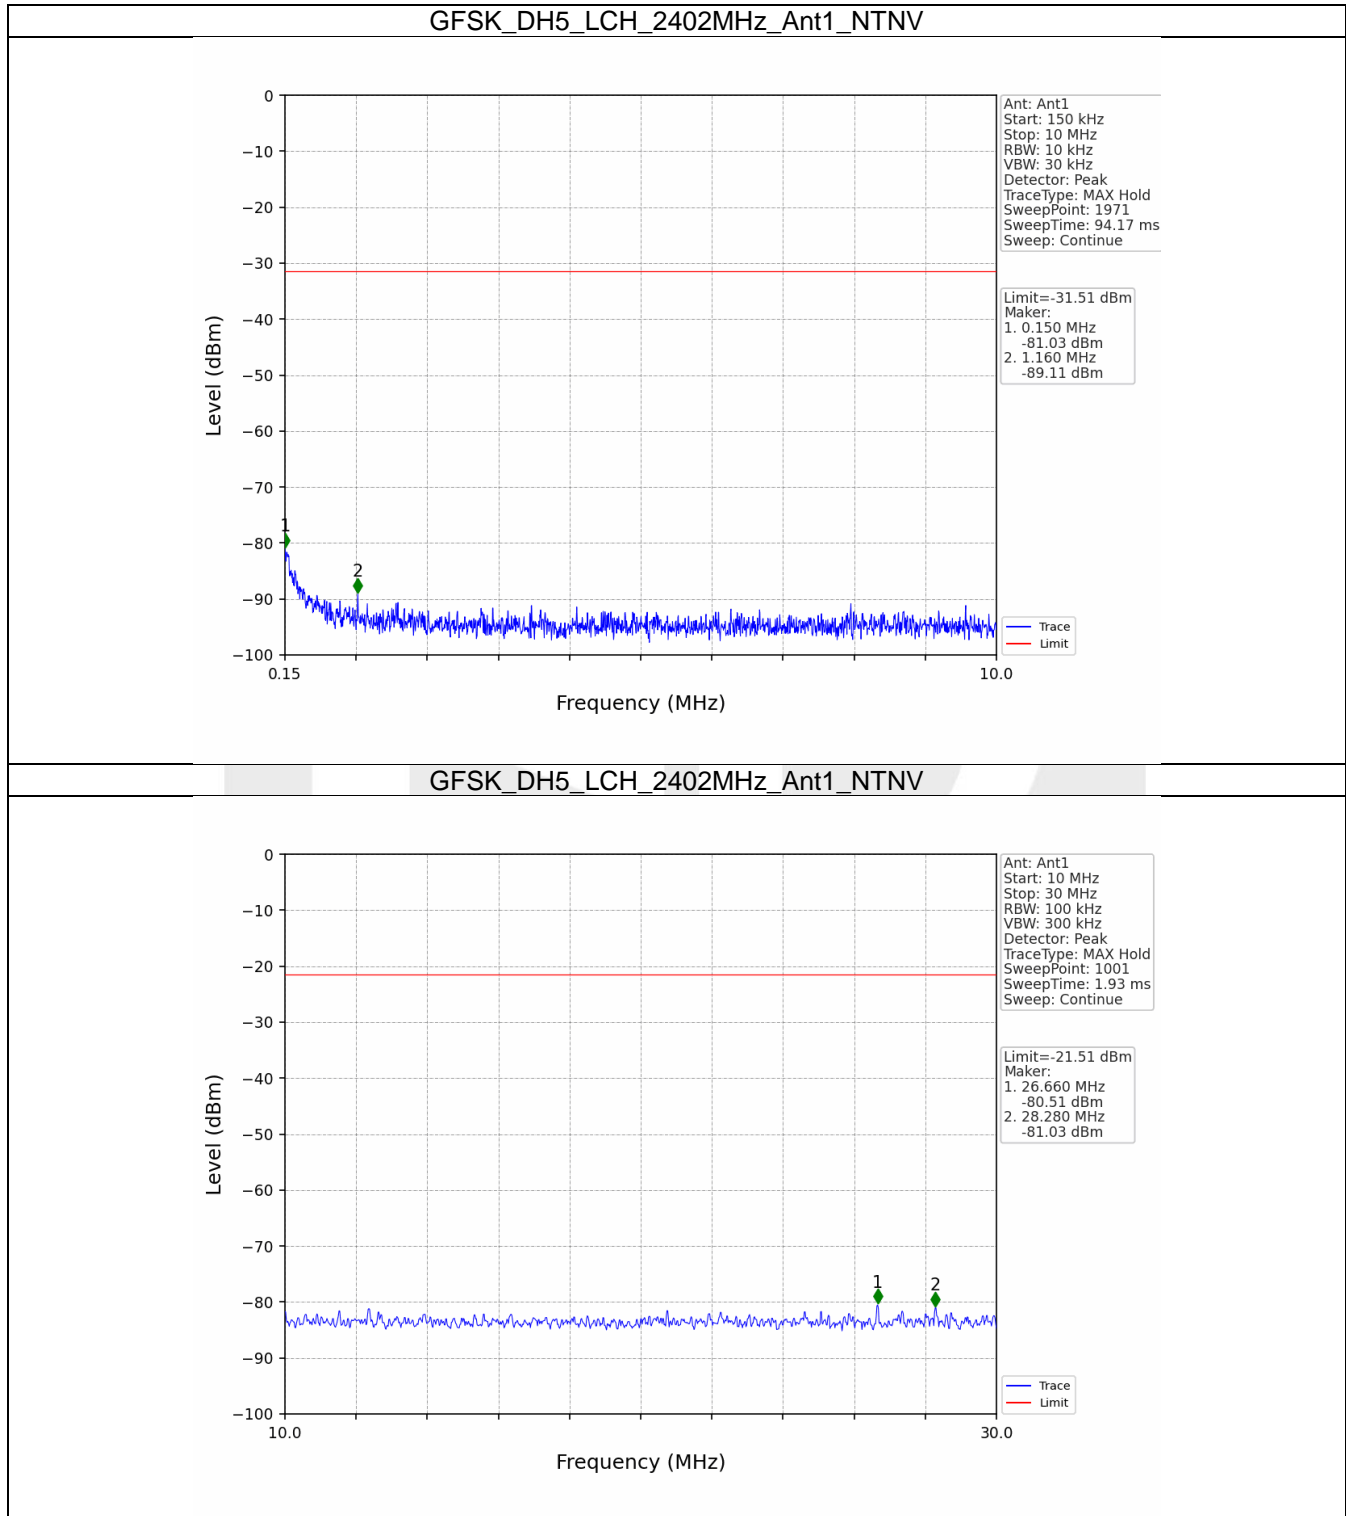 GFSK_DH5_LCH_2402MHz_Ant1_NTNV
0
−10
−20
−30
−40
−50
−60
−70
−80
−90
−100
Level (dBm)
1
2
0.15
10.0
Frequency (MHz)
Ant: Ant1
Start: 150 kHz
Stop: 10 MHz
RBW: 10 kHz
VBW: 30 kHz
Detector: Peak
TraceType: MAX Hold
SweepPoint: 1971
SweepTime: 94.17 ms
Sweep: Continue
Limit=-31.51 dBm
Maker:
1. 0.150 MHz
-81.03 dBm
2. 1.160 MHz
-89.11 dBm
Trace
Limit
GFSK_DH5_LCH_2402MHz_Ant1_NTNV
0
−10
−20
−30
−40
−50
−60
−70
−80
−90
−100
Level (dBm)
1
2
10.0
30.0
Frequency (MHz)
Ant: Ant1
Start: 10 MHz
Stop: 30 MHz
RBW: 100 kHz
VBW: 300 kHz
Detector: Peak
TraceType: MAX Hold
SweepPoint: 1001
SweepTime: 1.93 ms
Sweep: Continue
Limit=-21.51 dBm
Maker:
1. 26.660 MHz
-80.51 dBm
2. 28.280 MHz
-81.03 dBm
Trace
Limit